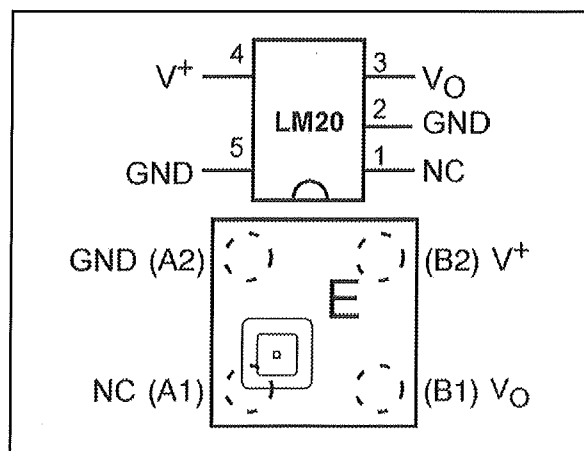 4 3
V+ VO
LM20
2
GND
5 1
GND NC
GND (A2) (B2) V+
E
NC (A1) (B1) VO